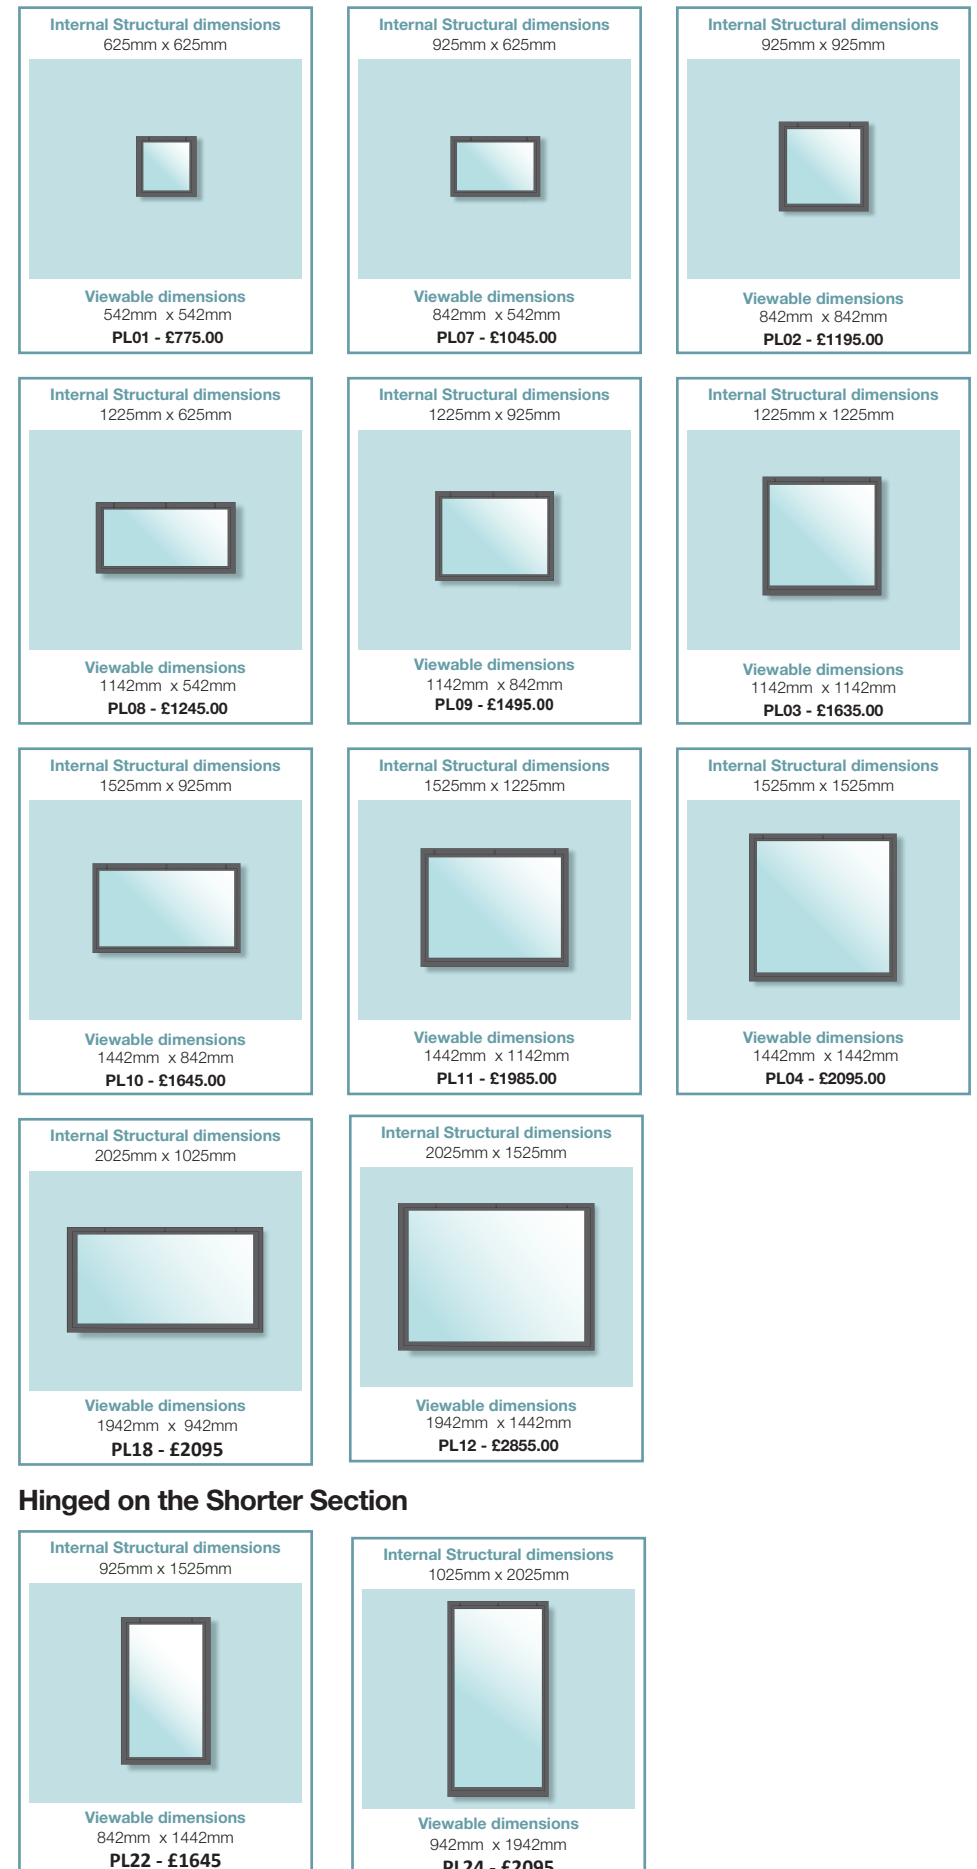 Internal Structural dimensions
625mm x 625mm
Viewable dimensions
542mm x 542mm
PL01 - £775.00
Internal Structural dimensions
925mm x 625mm
Viewable dimensions
842mm x 542mm
PL07 - £1045.00
Internal Structural dimensions
925mm x 925mm
Viewable dimensions
842mm x 842mm
PL02 - £1195.00
Internal Structural dimensions
1225mm x 625mm
Viewable dimensions
1142mm x 542mm
PL08 - £1245.00
Internal Structural dimensions
1225mm x 925mm
Viewable dimensions
1142mm x 842mm
PL09 - £1495.00
Internal Structural dimensions
1225mm x 1225mm
Viewable dimensions
1142mm x 1142mm
PL03 - £1635.00
Internal Structural dimensions
1525mm x 925mm
Viewable dimensions
1442mm x 842mm
PL10 - £1645.00
Internal Structural dimensions
1525mm x 1225mm
Viewable dimensions
1442mm x 1142mm
PL11 - £1985.00
Internal Structural dimensions
1525mm x 1525mm
Viewable dimensions
1442mm x 1442mm
PL04 - £2095.00
Internal Structural dimensions
2025mm x 1025mm
Viewable dimensions
1942mm x 942mm
PL18 - £2095
Internal Structural dimensions
2025mm x 1525mm
Viewable dimensions
1942mm x 1442mm
PL12 - £2855.00
Hinged on the Shorter Section
Internal Structural dimensions
925mm x 1525mm
Viewable dimensions
842mm x 1442mm
PL22 - £1645
Internal Structural dimensions
1025mm x 2025mm
Viewable dimensions
942mm x 1942mm
PL24 - £2095